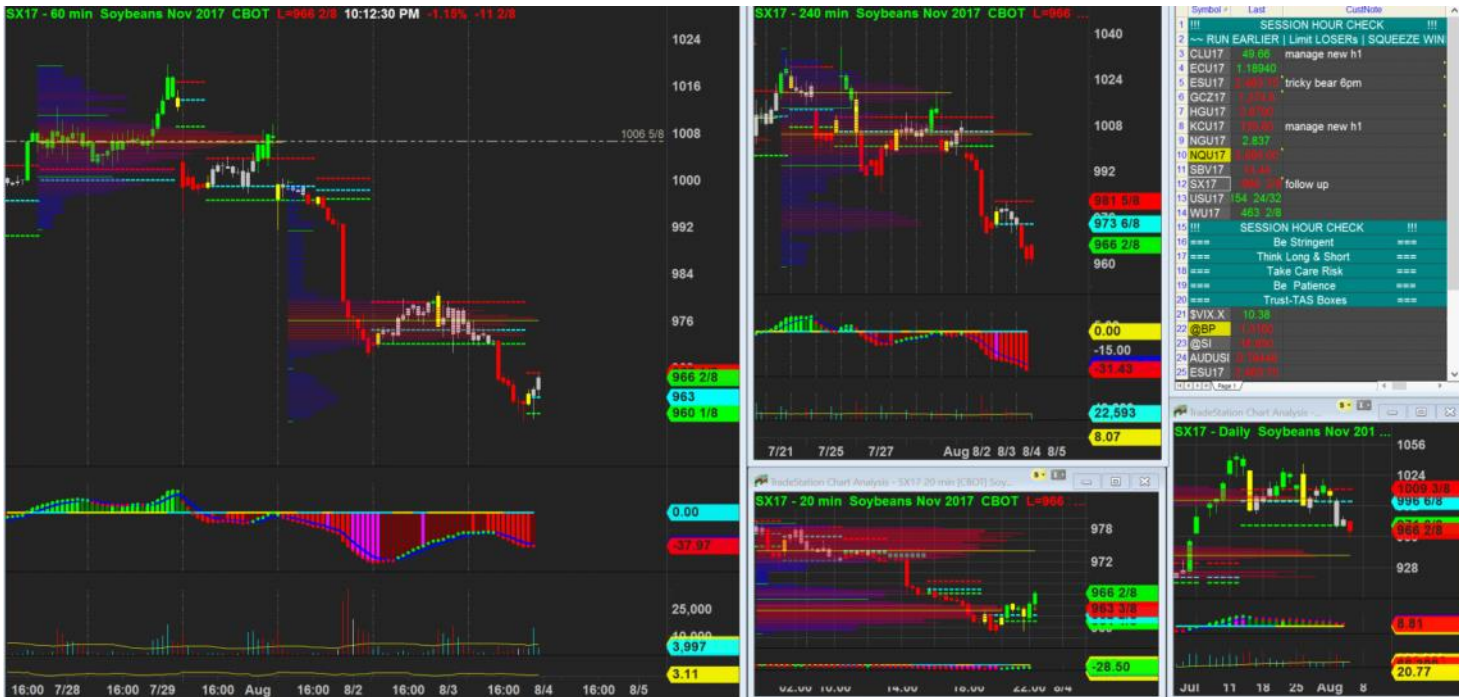 SX17 - 60 min Soybeans Nov 2017 CBOT L=966 2/8 10:12:30 PM -1.15% -11 2/8
1024
1016
1008
1006 5/8
1000
992
984
976
966 2/8
963
960 1/8
0.00
-37.97
25,000
3,997
3.11
16:00 7/28 16:00 7/29 16:00 Aug 16:00 8/2 16:00 8/3 16:00 8/4 16:00 8/5
SX17 - 240 min Soybeans Nov 2017 CBOT L=966 ...
1040
1024
1008
992
981 5/8
973 6/8
966 2/8
960
0.00
-15.00
-31.43
22,593
8.07
7/21 7/25 7/27 Aug 8/2 8/3 8/4 8/5
TradeStation Chart Analysis - SX17 20 min [CBOT] Soy...
SX17 - 20 min Soybeans Nov 2017 CBOT L=966 ...
978
972
966 2/8
963 3/8
-28.50
02:00 10:00 14:00 18:00 22:00 8/4
Symbol Last CustNote
1 !!! SESSION HOUR CHECK !!!
2 ~~ RUN EARLIER | Limit LOSERs | SQUEEZE WIN
3 CLU17 49.66 manage new h1
4 ECU17 1.18940
5 ESU17 tricky bear 6pm
6 GCZ17
7 HGU17
8 KCU17 manage new h1
9 NGU17 2.837
10 NQU17
11 SBV17
12 SX17 follow up
13 USU17 154 24/32
14 WU17 463 2/8
15 !!! SESSION HOUR CHECK !!!
16 === Be Stringent ===
17 === Think Long & Short ===
18 === Take Care Risk ===
19 === Be Patience ===
20 === Trust-TAS Boxes ===
21 $VIX.X 10.38
22 @BP
23 @SI
24 AUDUSI
25 ESU17
Page 1
TradeStation Chart Analysis - ...
SX17 - Daily Soybeans Nov 201 ...
1056
1024
1009 3/8
996 6/8
966 2/8
928
8.81
20.77
Jul 11 18 25 Aug 8